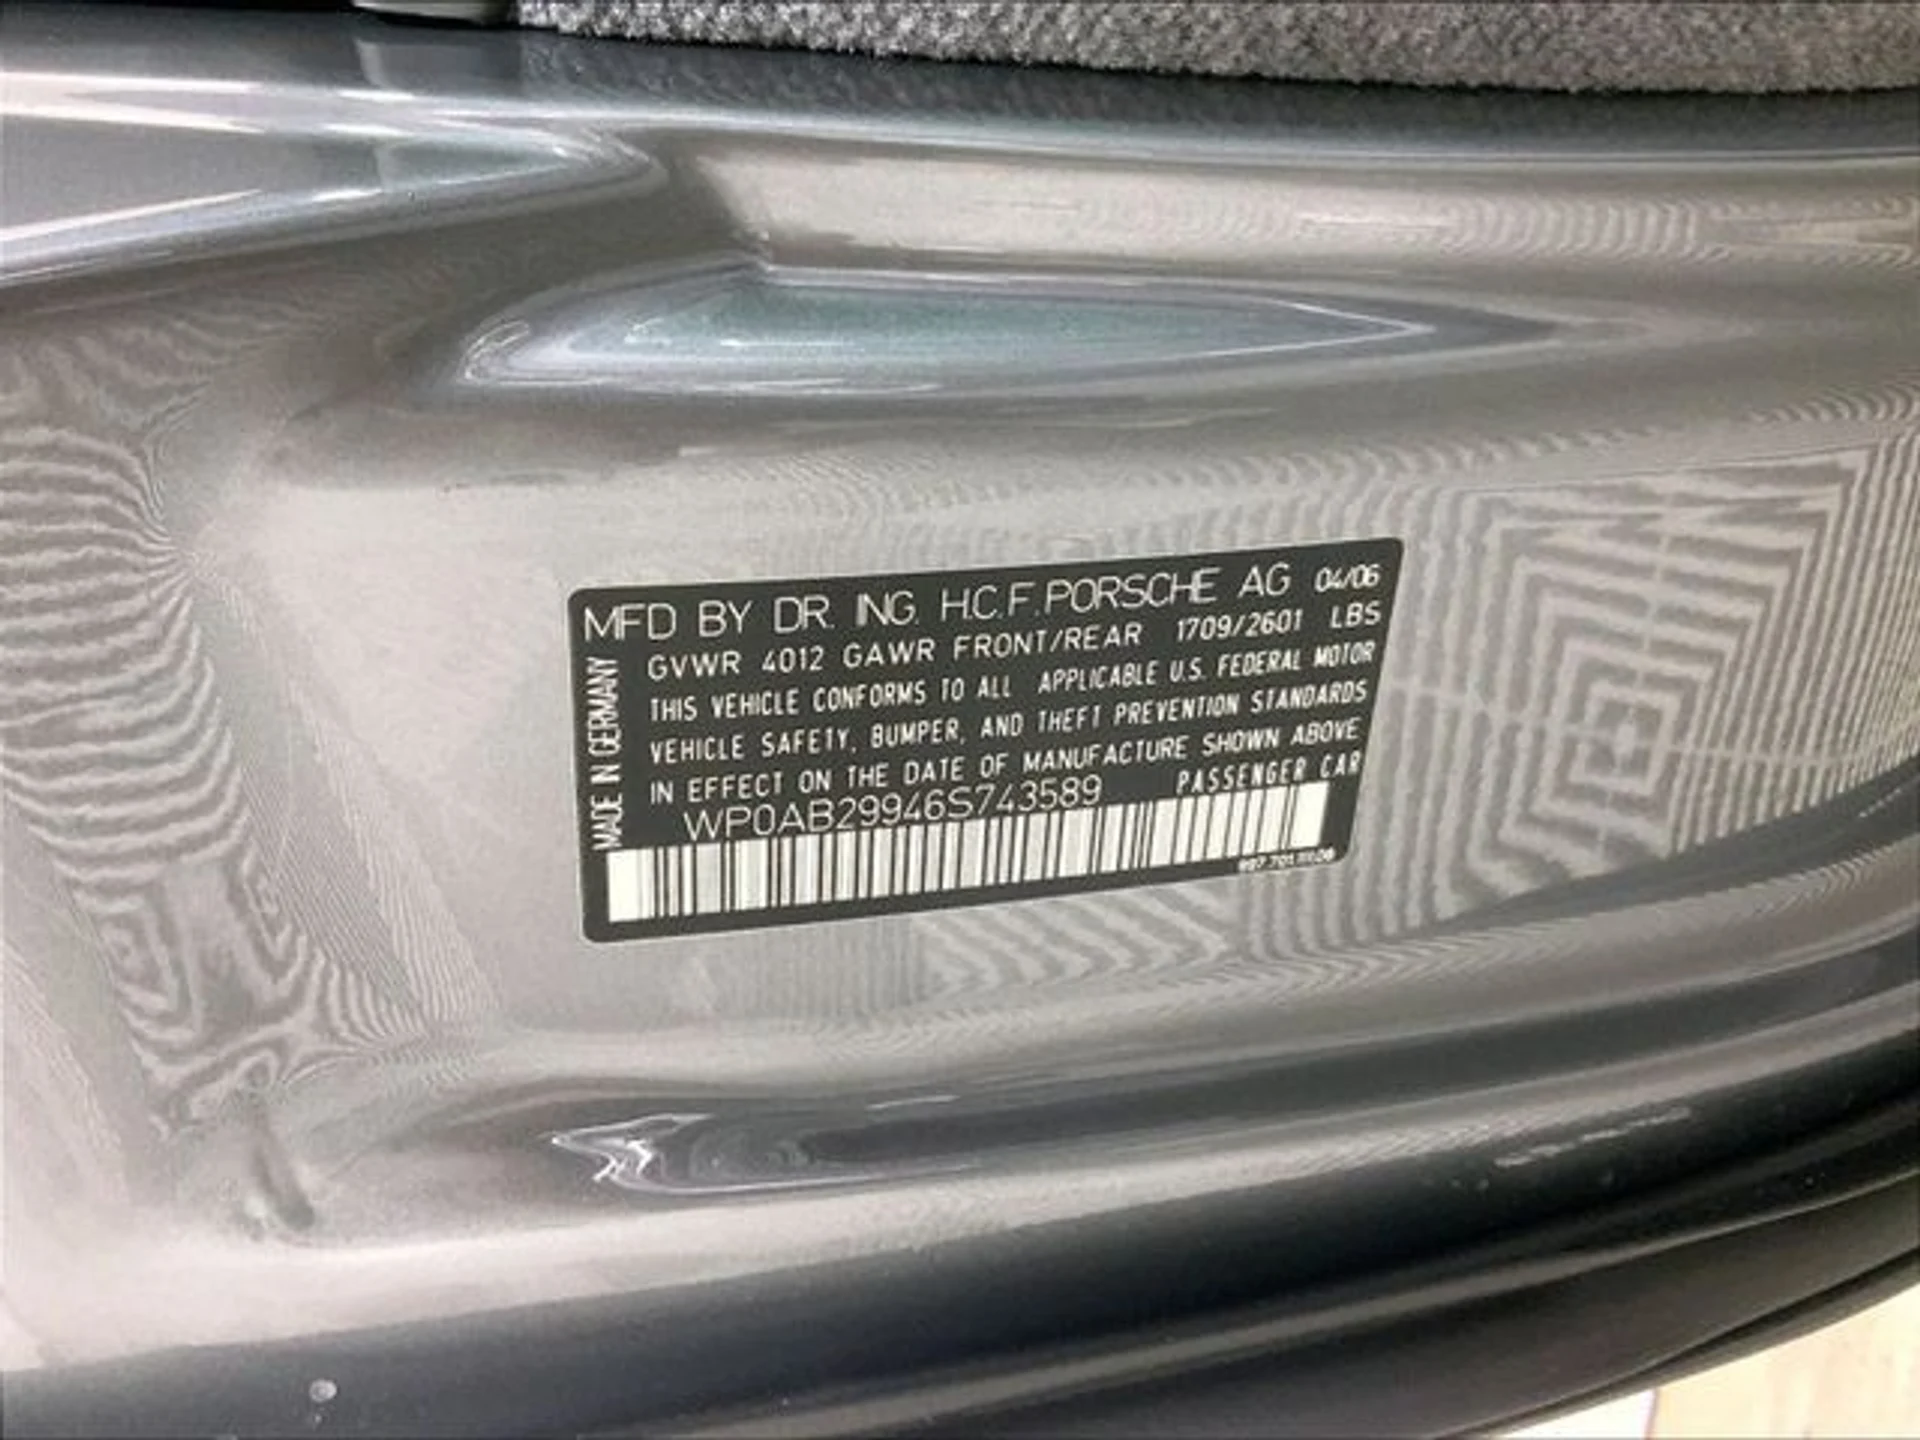 MFD BY DR. ING. H.C.F. PORSCHE AG 04/06
GVWR 4012 GAWR FRONT/REAR 1709/2601 LBS
THIS VEHICLE CONFORMS TO ALL APPLICABLE U.S. FEDERAL MOTOR
VEHICLE SAFETY, BUMPER, AND THEFT PREVENTION STANDARDS
IN EFFECT ON THE DATE OF MANUFACTURE SHOWN ABOVE
WP0AB29946S743589 PASSENGER CAR
MADE IN GERMANY